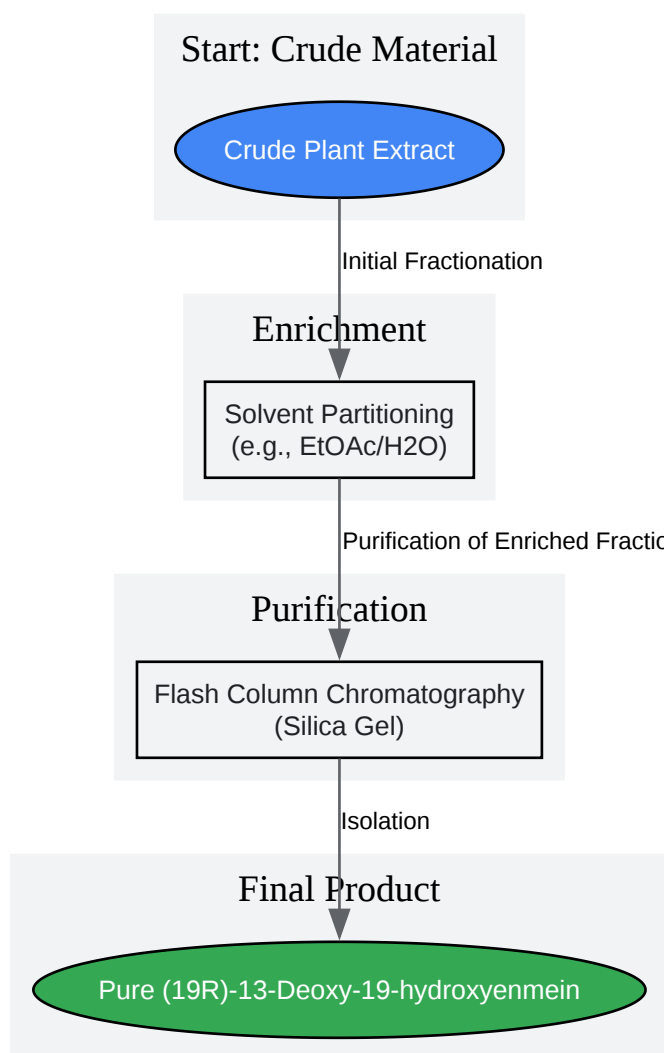 Start: Crude Material
Crude Plant Extract
Initial Fractionation
Enrichment
Solvent Partitioning
(e.g., EtOAc/H2O)
Purification of Enriched Fractio
Purification
Flash Column Chromatography
(Silica Gel)
Isolation
Final Product
Pure (19R)-13-Deoxy-19-hydroxyenmein